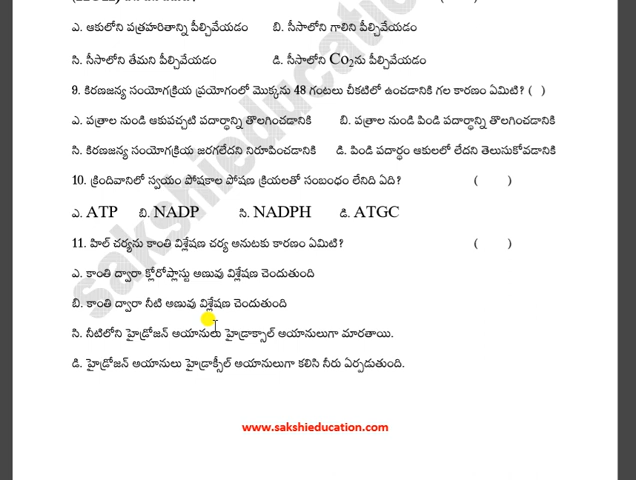 ఎ. ఆకులోని పత్రహరితాన్ని పీల్చివేయడం బి. సీసాలోని గాలిని పీల్చివేయడం
సి. సీసాలోని తేమని పీల్చివేయడం డి. సీసాలోని Co2ను పీల్చివేయడం
9. కిరణజన్య సంయోగక్రియ ప్రయోగంలో మొక్కను 48 గంటలు చీకటిలో ఉంచడానికి గల కారణం ఏమిటి? ( )
ఎ. పత్రాల నుండి ఆకుపచ్చటి పదార్థాన్ని తొలగించడానికి బి. పత్రాల నుండి పిండి పదార్థాన్ని తొలగించడానికి
సి. కిరణజన్య సంయోగక్రియ జరగలేదని నిరూపించడానికి డి. పిండి పదార్థం ఆకులలో లేదని తెలుసుకోవడానికి
10. క్రిందివానిలో స్వయం పోషకాల పోషణ క్రియలతో సంబంధం లేనిది ఏది? ( )
ఎ. ATP బి. NADP సి. NADPH డి. ATGC
11. హిల్ చర్యను కాంతి విశ్లేషణ చర్య అనుటకు కారణం ఏమిటి? ( )
ఎ. కాంతి ద్వారా క్లోరోప్లాస్టు అణువు విశ్లేషణ చెందుతుంది
బి. కాంతి ద్వారా నీటి అణువు విశ్లేషణ చెందుతుంది
సి. నీటిలోని హైడ్రోజన్ అయానులు హైడ్రాక్సాల్ అయానులుగా మారతాయి.
డి. హైడ్రోజన్ అయానులు హైడ్రాక్సీల్ అయానులుగా కలిసి నీరు ఏర్పడుతుంది.
www.sakshieducation.com
sakshieducation